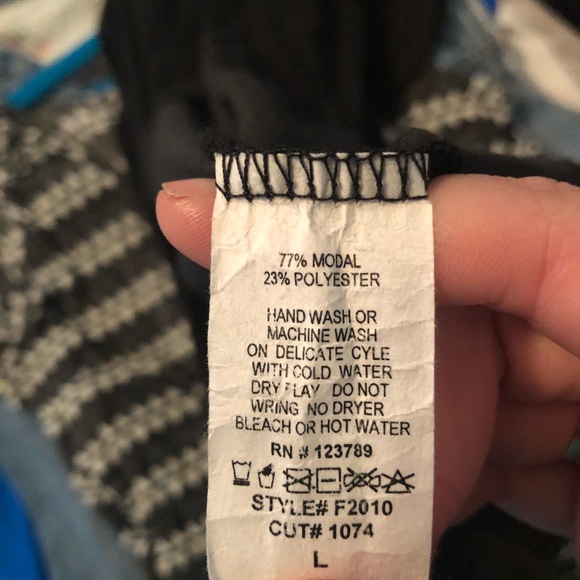 77% MODAL
23% POLYESTER
HAND WASH OR
MACHINE WASH
ON DELICATE CYLE
WITH COLD WATER
DRY FLAY DO NOT
WRING NO DRYER
BLEACH OR HOT WATER
RN # 123789
STYLE# F2010
CUT# 1074
L